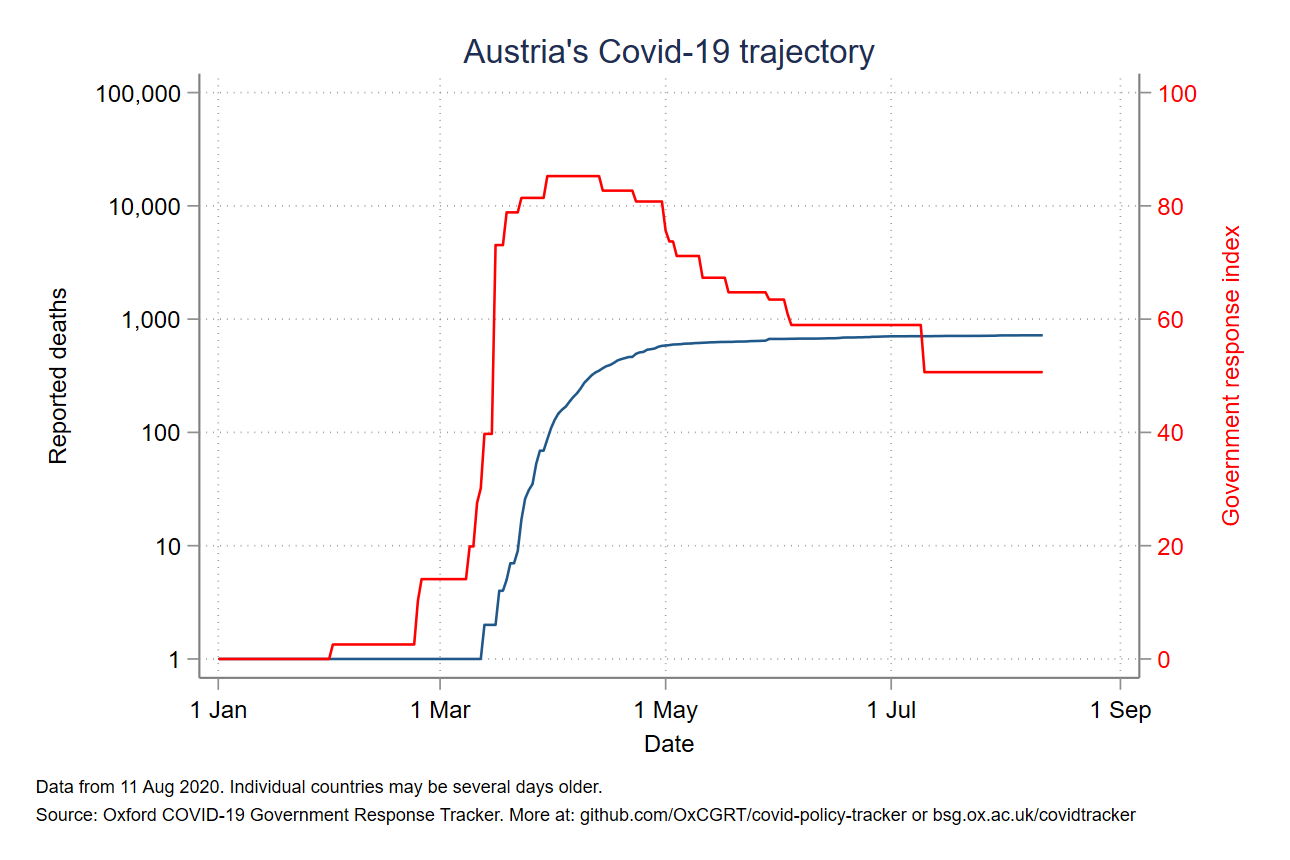 Austria's Covid-19 trajectory
100,000
10,000
1,000
100
10
1
Reported deaths
100
80
60
40
20
0
Government response index
1 Jan
1 Mar
1 May
1 Jul
1 Sep
Date
Data from 11 Aug 2020. Individual countries may be several days older.
Source: Oxford COVID-19 Government Response Tracker. More at: github.com/OxCGRT/covid-policy-tracker or bsg.ox.ac.uk/covidtracker